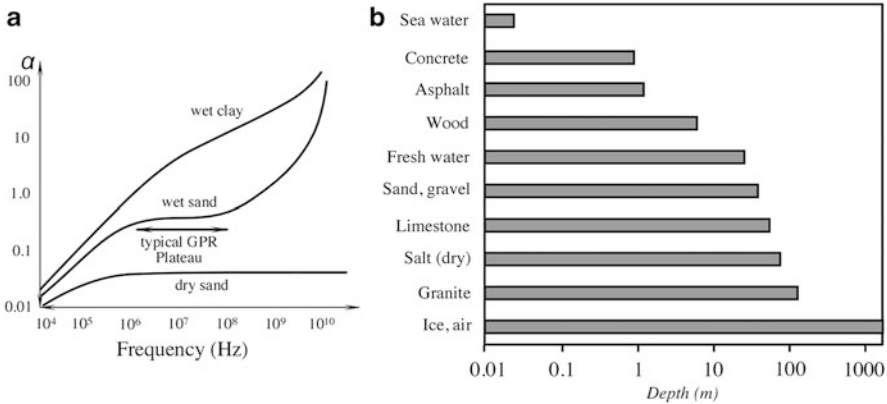 a
α
100
10
1.0
0.1
0.01
wet clay
wet sand
typical GPR
Plateau
dry sand
10⁴ 10⁵ 10⁶ 10⁷ 10⁸ 10⁹ 10¹⁰
Frequency (Hz)
b
Sea water
Concrete
Asphalt
Wood
Fresh water
Sand, gravel
Limestone
Salt (dry)
Granite
Ice, air
0.01 0.1 1 10 100 1000
Depth (m)